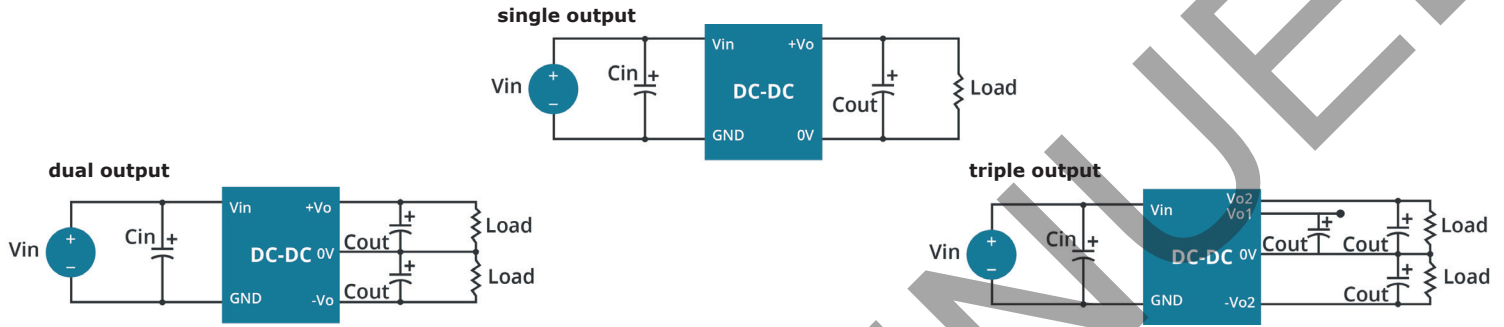 single output
Vin
+
−
Cin
+
Vin
+Vo
DC-DC
GND
0V
+
Cout
Load
dual output
Vin
+
−
Cin
+
Vin
+Vo
DC-DC
0V
GND
-Vo
+
Cout
Load
+
Cout
Load
triple output
Vin
+
−
Cin
+
Vin
Vo2
Vo1
DC-DC
0V
GND
-Vo2
+
Cout
+
Cout
Load
+
Cout
Load